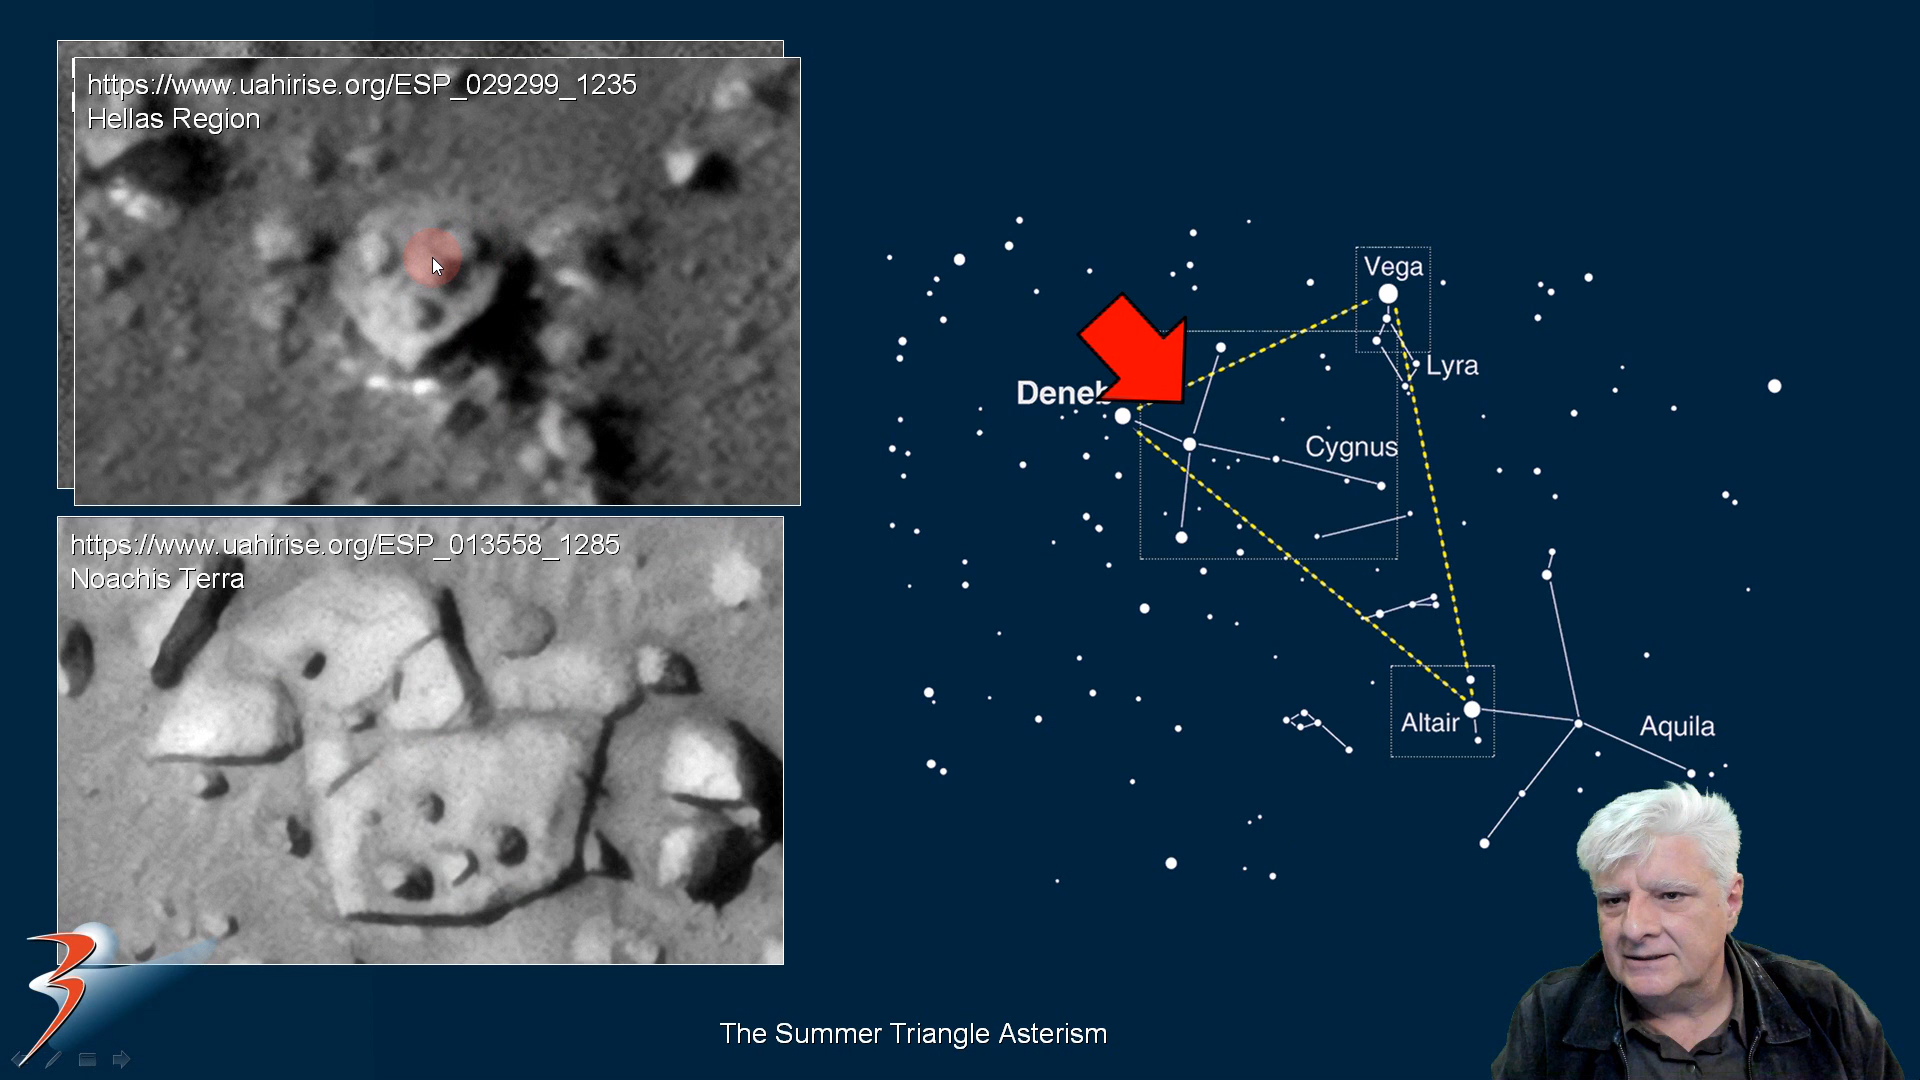 https://www.uahirise.org/ESP_029299_1235
Hellas Region
https://www.uahirise.org/ESP_013558_1285
Noachis Terra
Vega
Lyra
Deneb
Cygnus
Altair
Aquila
The Summer Triangle Asterism